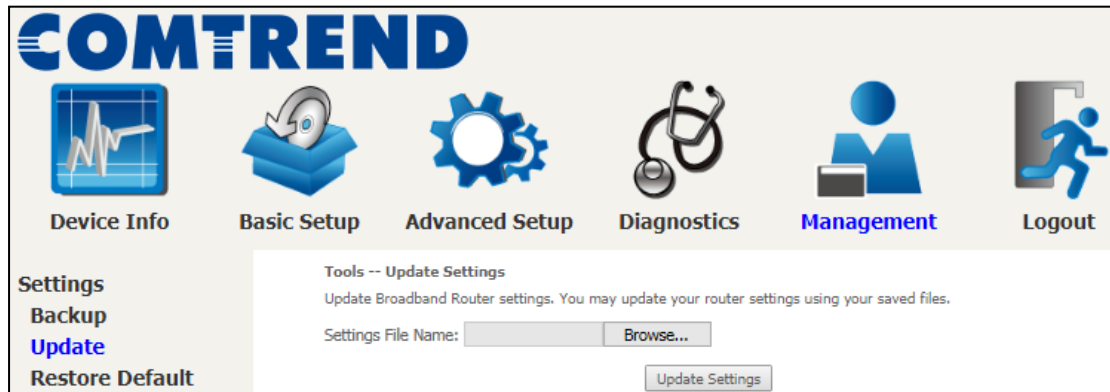 COMTREND
Device Info Basic Setup Advanced Setup Diagnostics Management Logout
Settings
Backup
Update
Restore Default
Tools -- Update Settings
Update Broadband Router settings. You may update your router settings using your saved files.
Settings File Name: Browse...
Update Settings